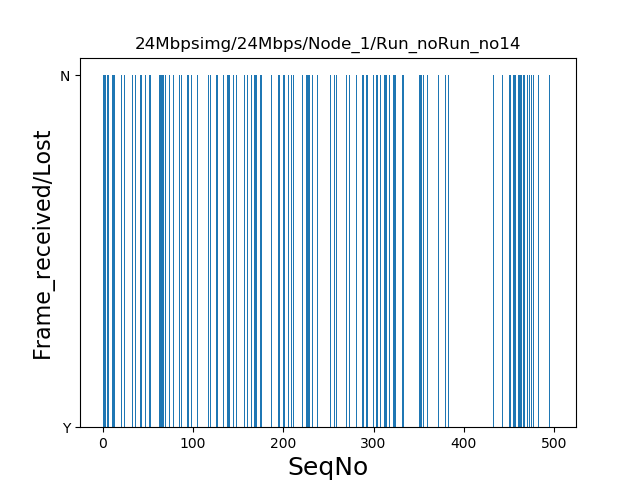 24Mbpsimg/24Mbps/Node_1/Run_noRun_no14
N
Frame_received/Lost
Y
0 100 200 300 400 500
SeqNo